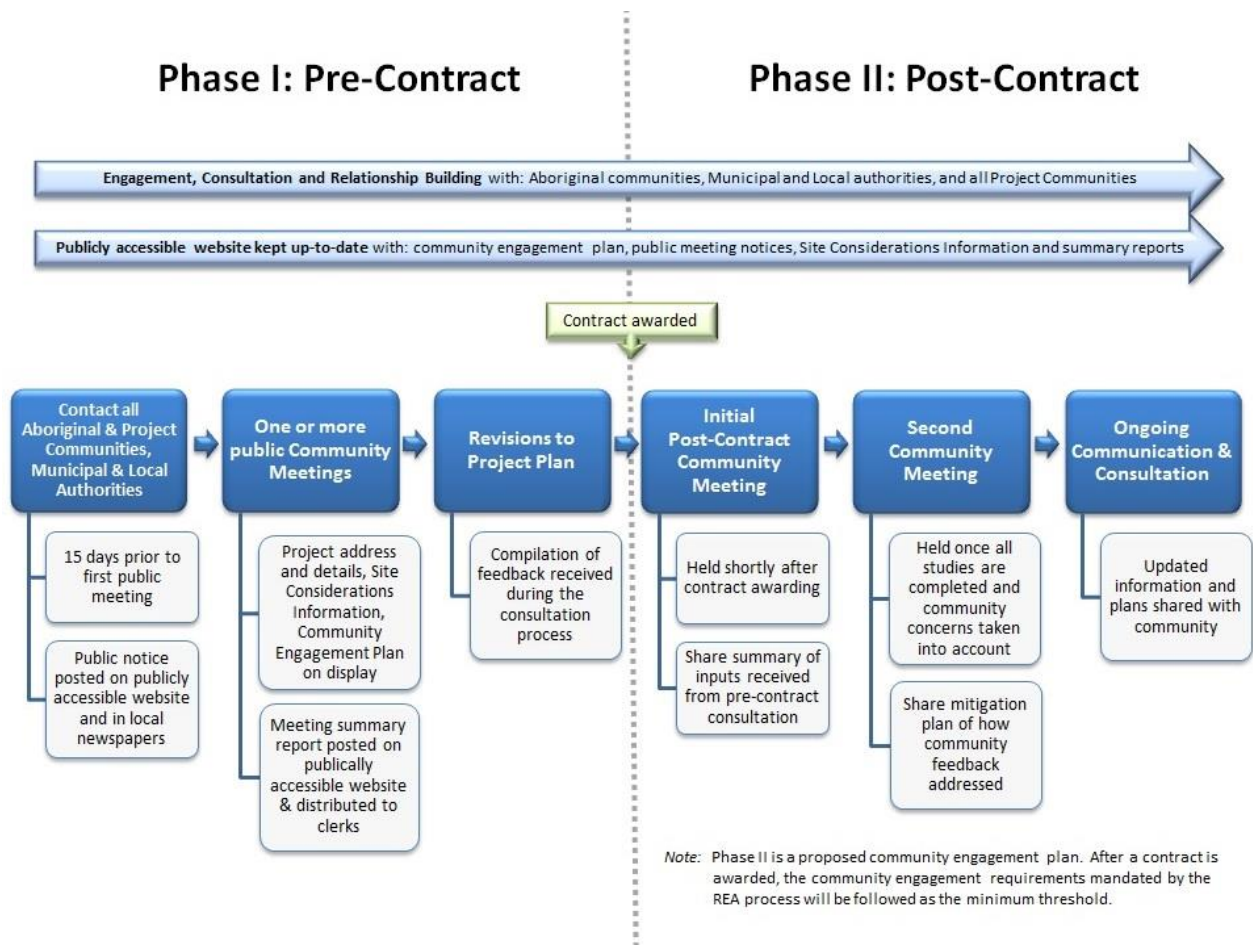 Phase I: Pre-Contract
Phase II: Post-Contract
Engagement, Consultation and Relationship Building with: Aboriginal communities, Municipal and Local authorities, and all Project Communities
Publicly accessible website kept up-to-date with: community engagement plan, public meeting notices, Site Considerations Information and summary reports
Contract awarded
Contact all
Aboriginal & Project
Communities,
Municipal & Local
Authorities
15 days prior to
first public
meeting
Public notice
posted on publicly
accessible website
and in local
newspapers
One or more
public Community
Meetings
Project address
and details, Site
Considerations
Information,
Community
Engagement Plan
on display
Meeting summary
report posted on
publically
accessible website
& distributed to
clerks
Revisions to
Project Plan
Compilation of
feedback received
during the
consultation
process
Initial
Post-Contract
Community
Meeting
Held shortly after
contract awarding
Share summary of
inputs received
from pre-contract
consultation
Second
Community
Meeting
Held once all
studies are
completed and
community
concerns taken
into account
Share mitigation
plan of how
community
feedback
addressed
Ongoing
Communication &
Consultation
Updated
information and
plans shared with
community
Note: Phase II is a proposed community engagement plan. After a contract is
awarded, the community engagement requirements mandated by the
REA process will be followed as the minimum threshold.